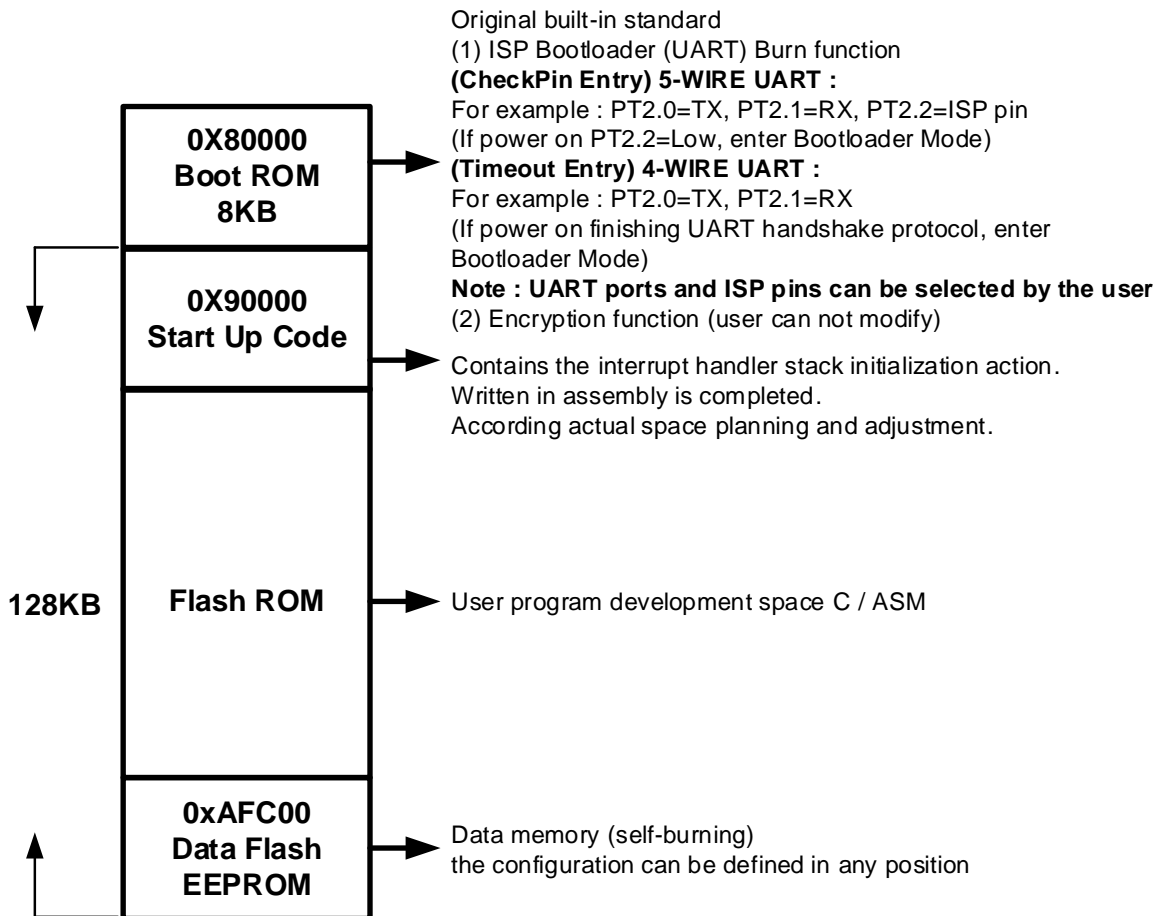 Original built-in standard
(1) ISP Bootloader (UART) Burn function
(CheckPin Entry) 5-WIRE UART :
For example : PT2.0=TX, PT2.1=RX, PT2.2=ISP pin
(If power on PT2.2=Low, enter Bootloader Mode)
(Timeout Entry) 4-WIRE UART :
For example : PT2.0=TX, PT2.1=RX
(If power on finishing UART handshake protocol, enter
Bootloader Mode)
Note : UART ports and ISP pins can be selected by the user
(2) Encryption function (user can not modify)
0X80000
Boot ROM
8KB
0X90000
Start Up Code
Contains the interrupt handler stack initialization action.
Written in assembly is completed.
According actual space planning and adjustment.
128KB
Flash ROM
User program development space C / ASM
0xAFC00
Data Flash
EEPROM
Data memory (self-burning)
the configuration can be defined in any position